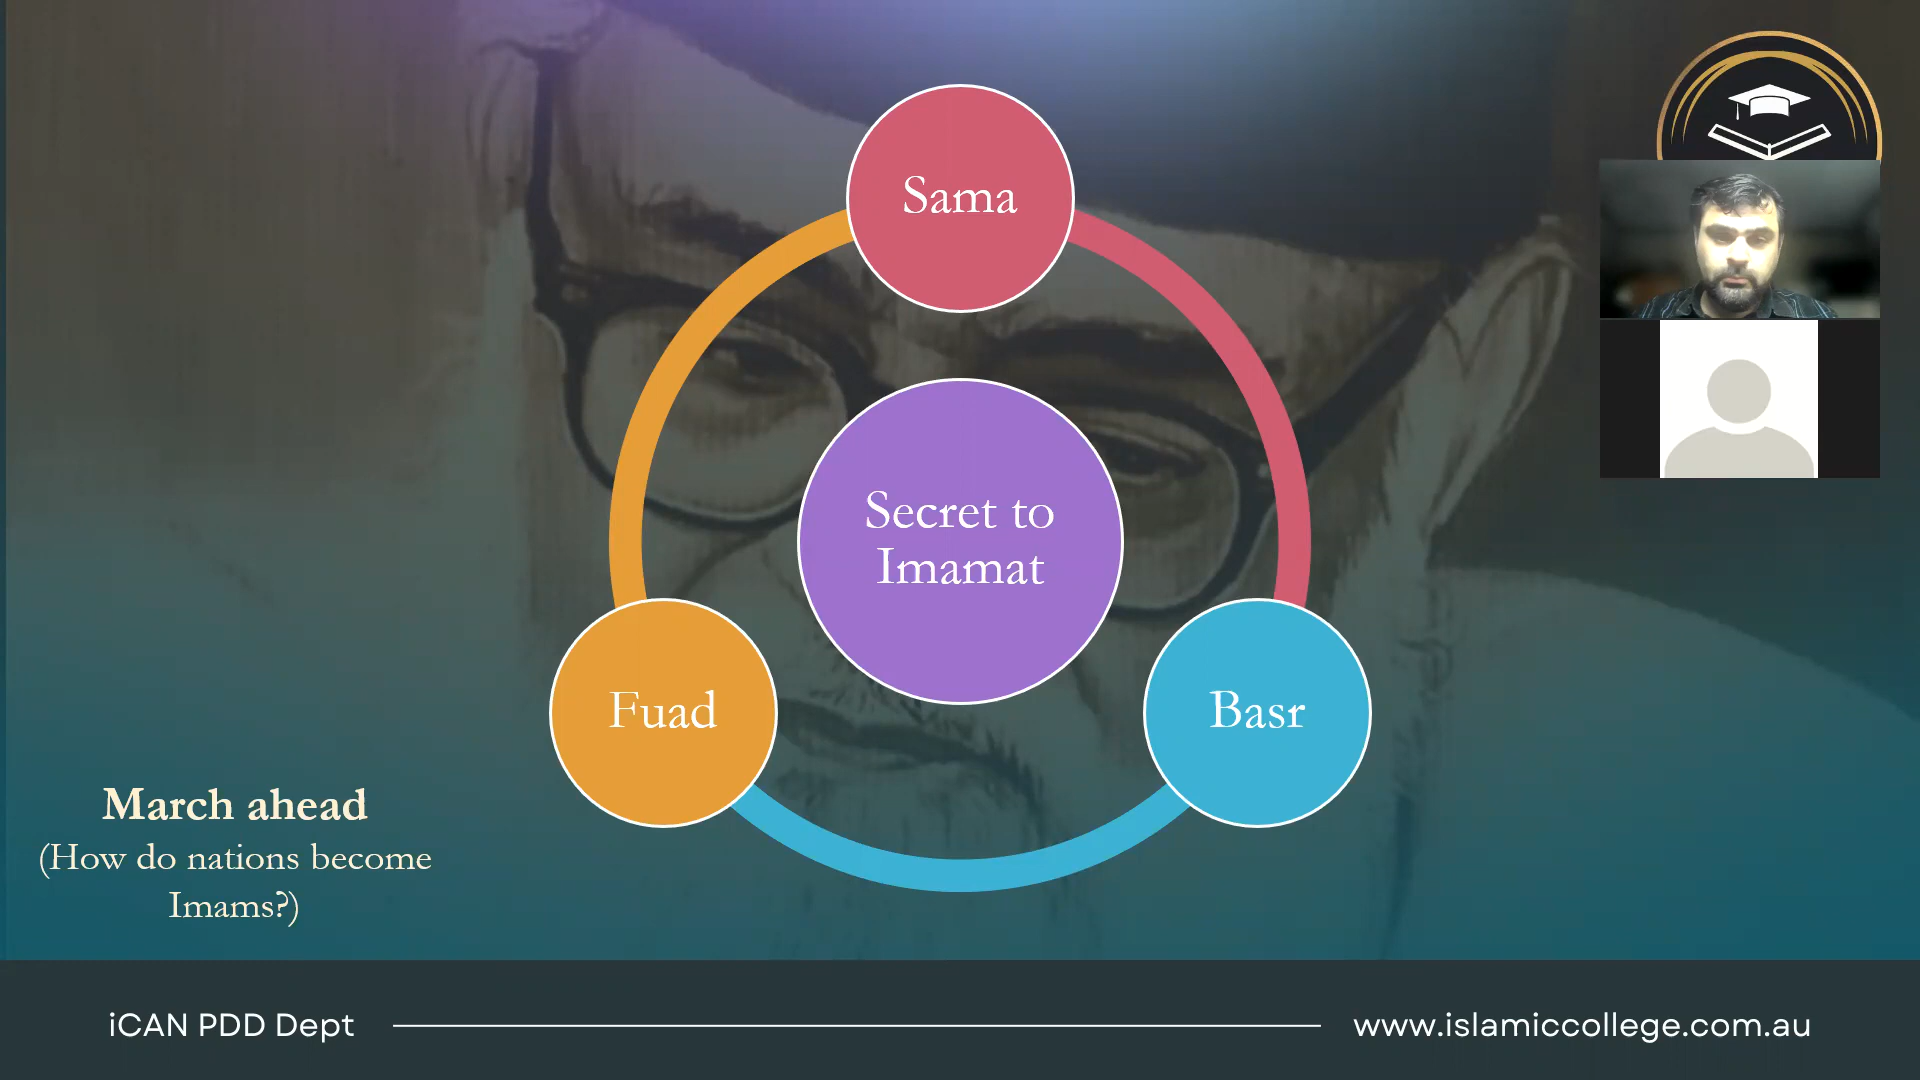 Sama
Secret to
Imamat
Fuad
Basr
March ahead
(How do nations become
Imams?)
iCAN PDD Dept
www.islamiccollege.com.au